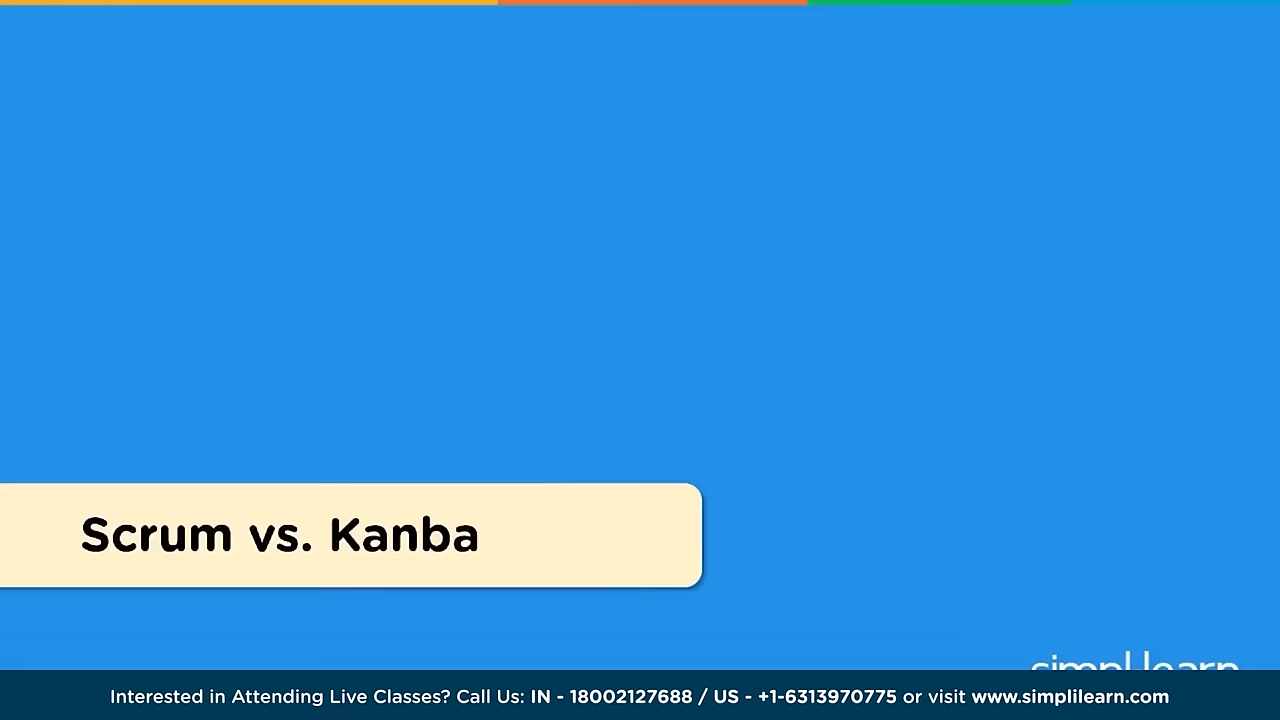 Scrum vs. Kanba
simplilearn
Interested in Attending Live Classes? Call Us: IN - 18002127688 / US - +1-6313970775 or visit www.simplilearn.com